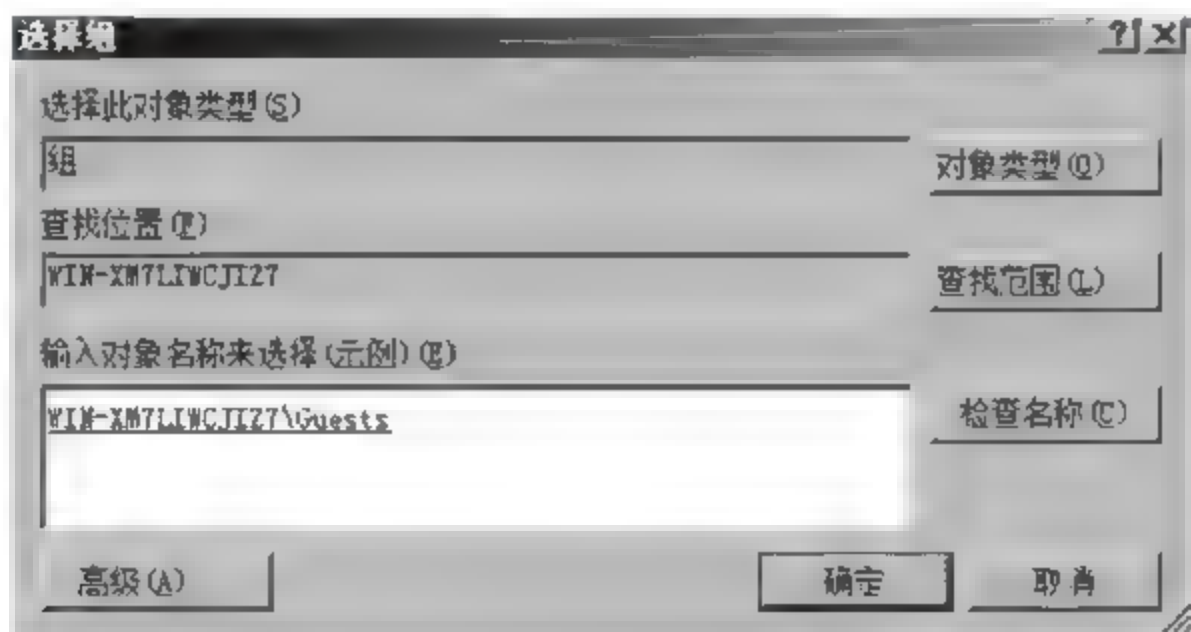 选择组
选择此对象类型(S)
组
对象类型(O)
查找位置(F)
WIN-XM7LIWCJI27
查找范围(L)
输入对象名称来选择(示例)(E)
WIN-XM7LIWCJI27\Guests
检查名称(C)
高级(A)
确定
取消